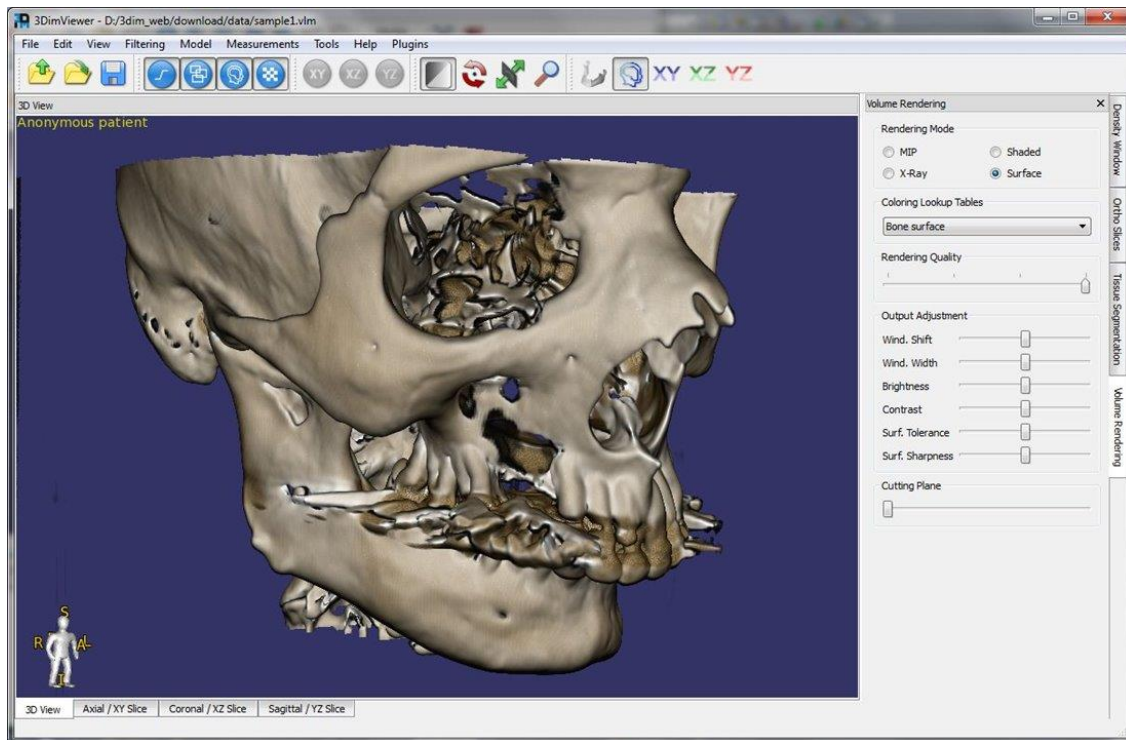 3DimViewer - D:/3dim_web/download/data/sample1.vlm
File Edit View Filtering Model Measurements Tools Help Plugins
XY XZ YZ XY XZ YZ
3D View
Anonymous patient
S
R A L
I
3D View Axial / XY Slice Coronal / XZ Slice Sagittal / YZ Slice
Volume Rendering
Rendering Mode
MIP Shaded
X-Ray Surface
Coloring Lookup Tables
Bone surface
Rendering Quality
Output Adjustment
Wind. Shift
Wind. Width
Brightness
Contrast
Surf. Tolerance
Surf. Sharpness
Cutting Plane
Density Window
Ortho Slices
Tissue Segmentation
Volume Rendering